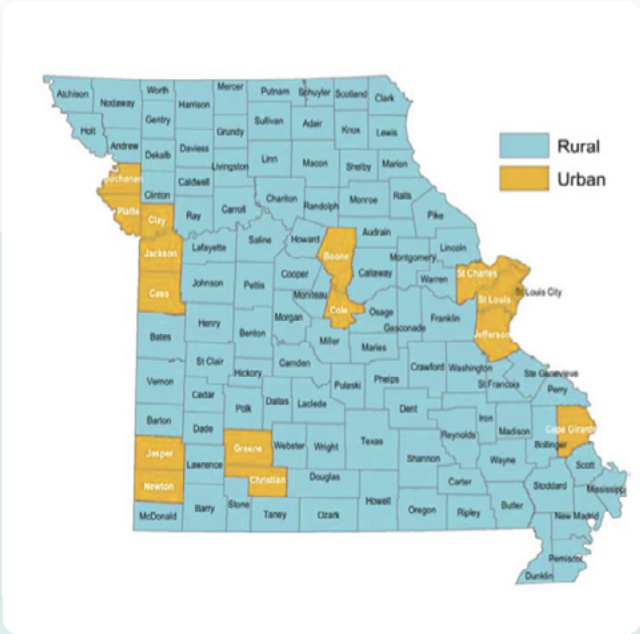 Atchison
Nodaway
Worth
Harrison
Mercer
Putnam
Schuyler
Scotland
Clark
Gentry
Holt
Andrew
Dekalb
Daviess
Grundy
Sullivan
Adair
Knox
Lewis
Rural
Urban
Livingston
Linn
Macon
Shelby
Marion
Buchanan
Clinton
Caldwell
Platte
Clay
Ray
Carroll
Chariton
Randolph
Monroe
Ralls
Pike
Jackson
Lafayette
Saline
Howard
Boone
Audrain
Montgomery
Lincoln
Cass
Johnson
Pettis
Cooper
Moniteau
Callaway
Warren
St Charles
St Louis
St Louis City
Cole
Osage
Gasconade
Franklin
Jefferson
Bates
Henry
Benton
Morgan
Miller
Maries
Vernon
St Clair
Hickory
Camden
Pulaski
Phelps
Crawford
Washington
St Francois
Ste Genevieve
Perry
Barton
Cedar
Polk
Dallas
Laclede
Dent
Iron
Madison
Cape Girarde
Bollinger
Jasper
Dade
Greene
Webster
Wright
Texas
Shannon
Reynolds
Wayne
Scott
Newton
Lawrence
Christian
Douglas
Howell
Carter
Stoddard
Mississippi
McDonald
Barry
Stone
Taney
Ozark
Oregon
Ripley
Butler
New Madrid
Pemiscot
Dunklin